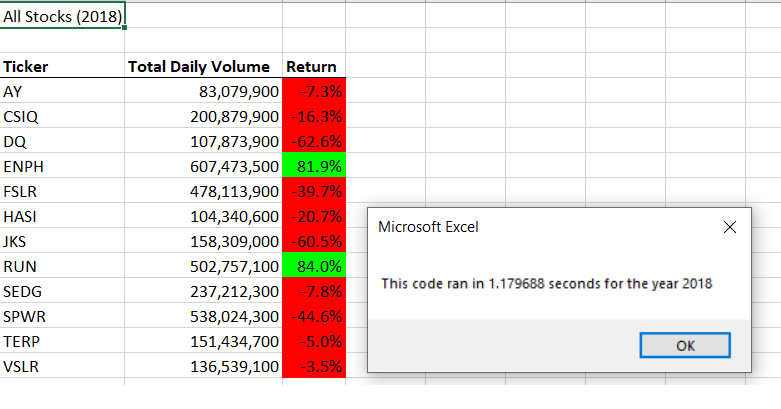 All Stocks (2018)
Ticker Total Daily Volume Return
AY 83,079,900 -7.3%
CSIQ 200,879,900 -16.3%
DQ 107,873,900 -62.6%
ENPH 607,473,500 81.9%
FSLR 478,113,900 -39.7%
HASI 104,340,600 -20.7%
JKS 158,309,000 -60.5%
RUN 502,757,100 84.0%
SEDG 237,212,300 -7.8%
SPWR 538,024,300 -44.6%
TERP 151,434,700 -5.0%
VSLR 136,539,100 -3.5%
Microsoft Excel
This code ran in 1.179688 seconds for the year 2018
OK